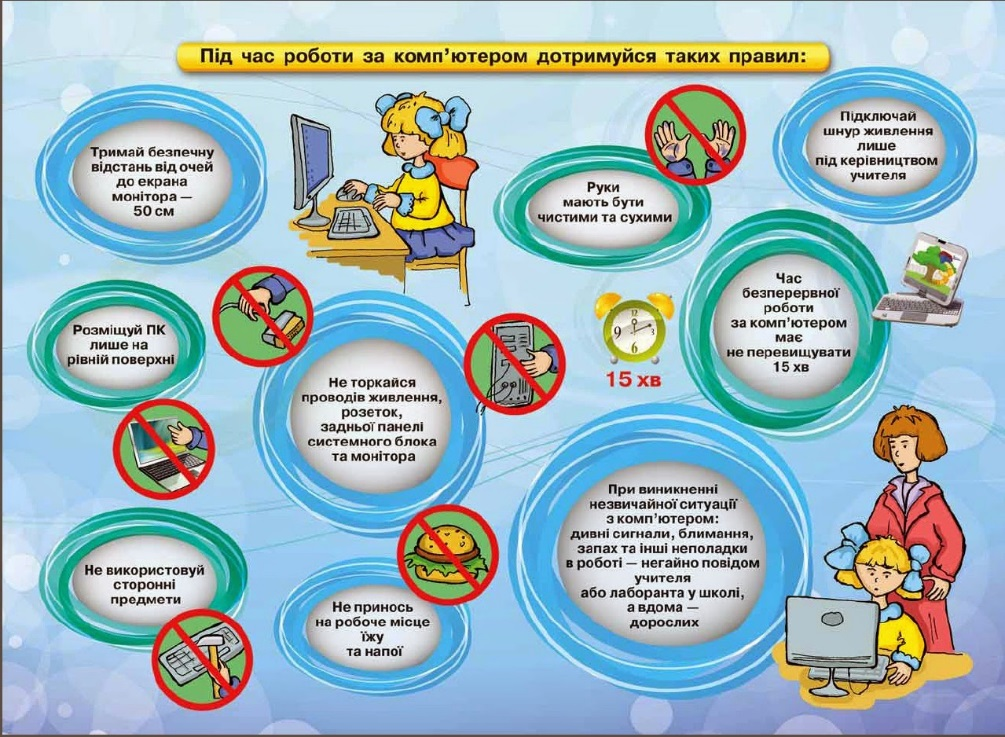 Під час роботи за комп’ютером дотримуйся таких правил:
Тримай безпечну
відстань від очей
до екрана
монітора —
50 см
Руки
мають бути
чистими та сухими
Підключай
шнур живлення
лише
під керівництвом
учителя
Розміщуй ПК
лише на
рівній поверхні
Не торкайся
проводів живлення,
розеток,
задньої панелі
системного блока
та монітора
12
9
3
6
15 хв
Час
безперервної
роботи
за комп’ютером
має
не перевищувати
15 хв
Не використовуй
сторонні
предмети
Не принось
на робоче місце
їжу
та напої
При виникненні
незвичайної ситуації
з комп’ютером:
дивні сигнали, блимання,
запах та інші неполадки
в роботі — негайно повідом
учителя
або лаборанта у школі,
а вдома —
дорослих